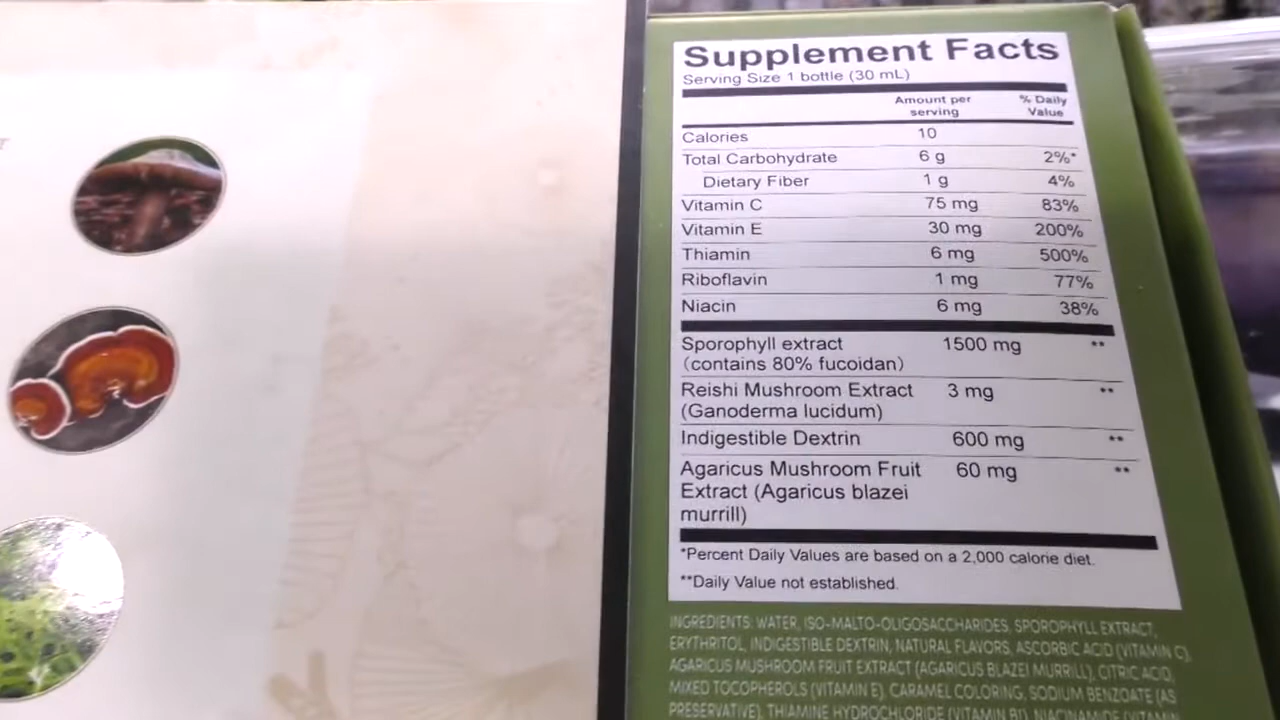 Supplement Facts
Serving Size 1 bottle (30 mL)
Amount per serving
% Daily Value
Calories 10
Total Carbohydrate 6 g 2%*
Dietary Fiber 1 g 4%
Vitamin C 75 mg 83%
Vitamin E 30 mg 200%
Thiamin 6 mg 500%
Riboflavin 1 mg 77%
Niacin 6 mg 38%
Sporophyll extract 1500 mg **
(contains 80% fucoidan)
Reishi Mushroom Extract 3 mg **
(Ganoderma lucidum)
Indigestible Dextrin 600 mg **
Agaricus Mushroom Fruit 60 mg **
Extract (Agaricus blazei
murrill)
*Percent Daily Values are based on a 2,000 calorie diet.
**Daily Value not established.
INGREDIENTS: WATER, ISO-MALTO-OLIGOSACCHARIDES, SPOROPHYLL EXTRACT,
ERYTHRITOL, INDIGESTIBLE DEXTRIN, NATURAL FLAVORS, ASCORBIC ACID (VITAMIN C),
AGARICUS MUSHROOM FRUIT EXTRACT (AGARICUS BLAZEI MURRILL), CITRIC ACID,
MIXED TOCOPHEROLS (VITAMIN E), CARAMEL COLORING, SODIUM BENZOATE (AS
PRESERVATIVE), THIAMINE HYDROCHLORIDE (VITAMIN B1), NIACINAMIDE